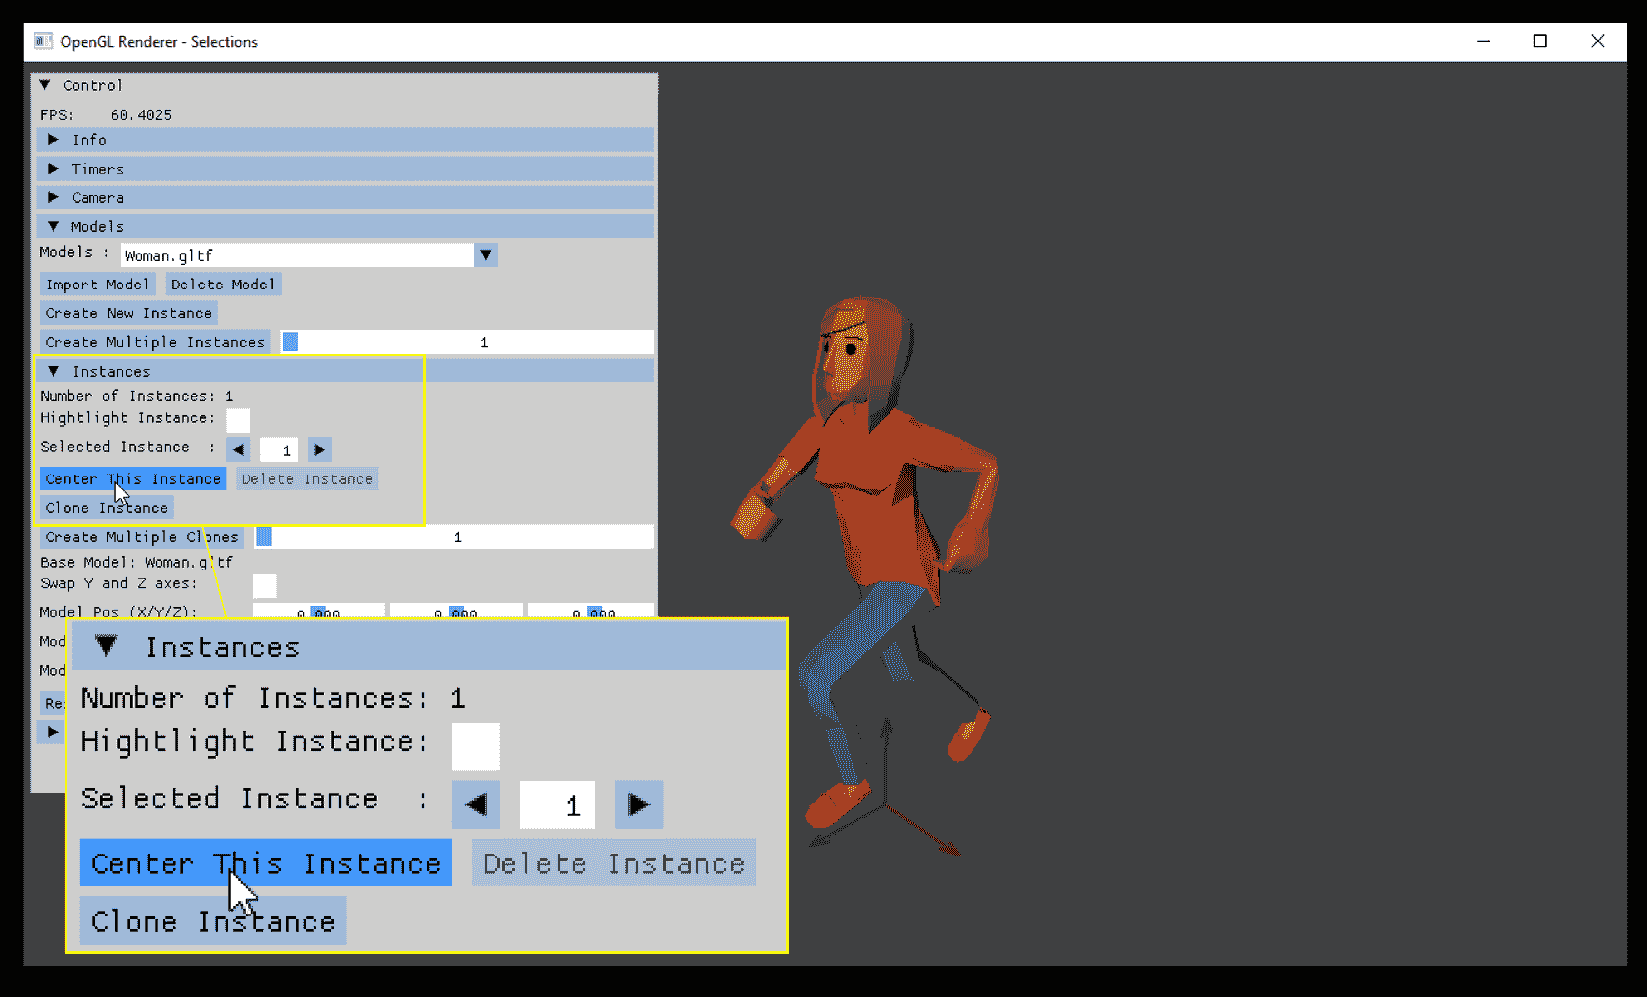 OpenGL Renderer - Selections
Control
FPS: 60.4025
Info
Timers
Camera
Models
Models : Woman.gltf
Import Model Delete Model
Create New Instance
Create Multiple Instances 1
Instances
Number of Instances: 1
Hightlight Instance:
Selected Instance : 1
Center This Instance Delete Instance
Clone Instance
Create Multiple Clones 1
Base Model: Woman.gltf
Swap Y and Z axes:
Model Pos (X/Y/Z): 0.000 0.000 0.000
Mod
Mod
Re
Instances
Number of Instances: 1
Hightlight Instance:
Selected Instance : 1
Center This Instance Delete Instance
Clone Instance